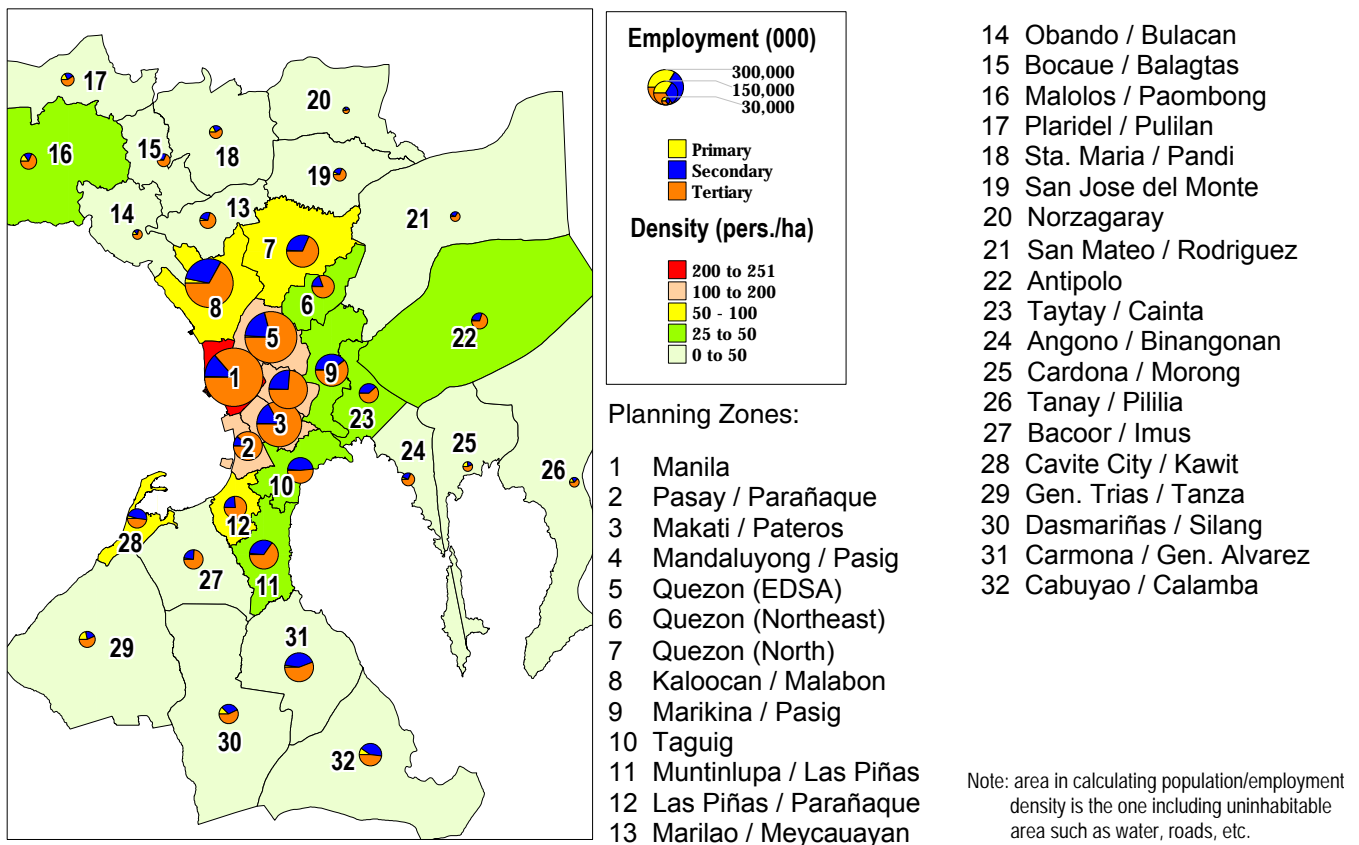 17
20
16
15
18
19
14
13
21
7
8
6
5
22
1
9
3
23
2
24
25
26
10
12
28
27
11
29
31
30
32
Employment (000)
300,000
150,000
30,000
Primary
Secondary
Tertiary
Density (pers./ha)
200 to 251
100 to 200
50 - 100
25 to 50
0 to 50
Planning Zones:
1 Manila
2 Pasay / Parañaque
3 Makati / Pateros
4 Mandaluyong / Pasig
5 Quezon (EDSA)
6 Quezon (Northeast)
7 Quezon (North)
8 Kaloocan / Malabon
9 Marikina / Pasig
10 Taguig
11 Muntinlupa / Las Piñas
12 Las Piñas / Parañaque
13 Marilao / Meycauayan
14 Obando / Bulacan
15 Bocaue / Balagtas
16 Malolos / Paombong
17 Plaridel / Pulilan
18 Sta. Maria / Pandi
19 San Jose del Monte
20 Norzagaray
21 San Mateo / Rodriguez
22 Antipolo
23 Taytay / Cainta
24 Angono / Binangonan
25 Cardona / Morong
26 Tanay / Pililia
27 Bacoor / Imus
28 Cavite City / Kawit
29 Gen. Trias / Tanza
30 Dasmariñas / Silang
31 Carmona / Gen. Alvarez
32 Cabuyao / Calamba
Note: area in calculating population/employment
density is the one including uninhabitable
area such as water, roads, etc.